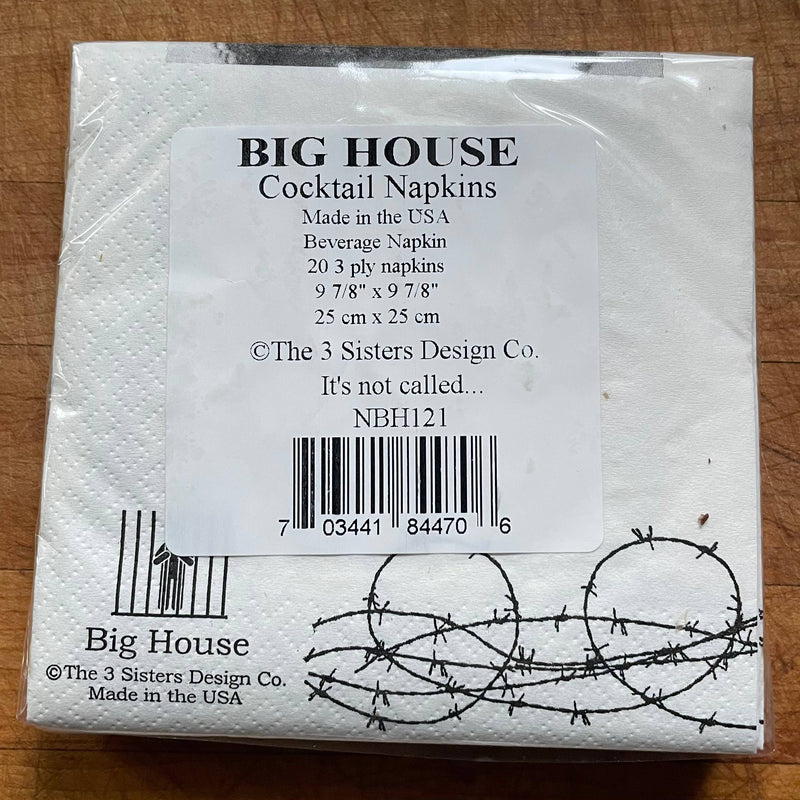 BIG HOUSE
Cocktail Napkins
Made in the USA
Beverage Napkin
20 3 ply napkins
9 7/8" x 9 7/8"
25 cm x 25 cm
©The 3 Sisters Design Co.
It's not called...
NBH121
7 03441 84470 6
Big House
©The 3 Sisters Design Co.
Made in the USA